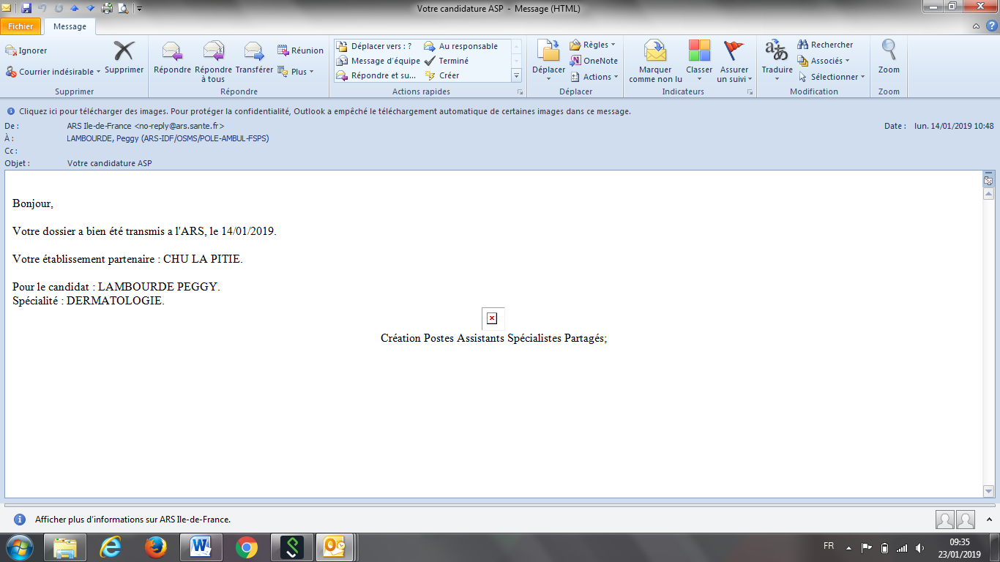 Votre candidature ASP - Message (HTML)
Fichier
Message
Ignorer
Courrier indésirable
Supprimer
Supprimer
Répondre
Répondre à tous
Transférer
Réunion
Plus
Répondre
Déplacer vers : ?
Au responsable
Message d'équipe
Terminé
Répondre et su...
Créer
Actions rapides
Déplacer
Règles
OneNote
Actions
Déplacer
Marquer comme non lu
Classer
Assurer un suivi
Indicateurs
Traduire
Rechercher
Associés
Sélectionner
Modification
Zoom
Zoom
Cliquez ici pour télécharger des images. Pour protéger la confidentialité, Outlook a empêché le téléchargement automatique de certaines images dans ce message.
De : ARS Ile-de-France <no-reply@ars.sante.fr> Date : lun. 14/01/2019 10:48
À : LAMBOURDE, Peggy (ARS-IDF/OSMS/POLE-AMBUL-FSPS)
Cc :
Objet : Votre candidature ASP
Bonjour,
Votre dossier a bien été transmis a l'ARS, le 14/01/2019.
Votre établissement partenaire : CHU LA PITIE.
Pour le candidat : LAMBOURDE PEGGY.
Spécialité : DERMATOLOGIE.
Création Postes Assistants Spécialistes Partagés;
Afficher plus d'informations sur ARS Ile-de-France.
FR
09:35
23/01/2019